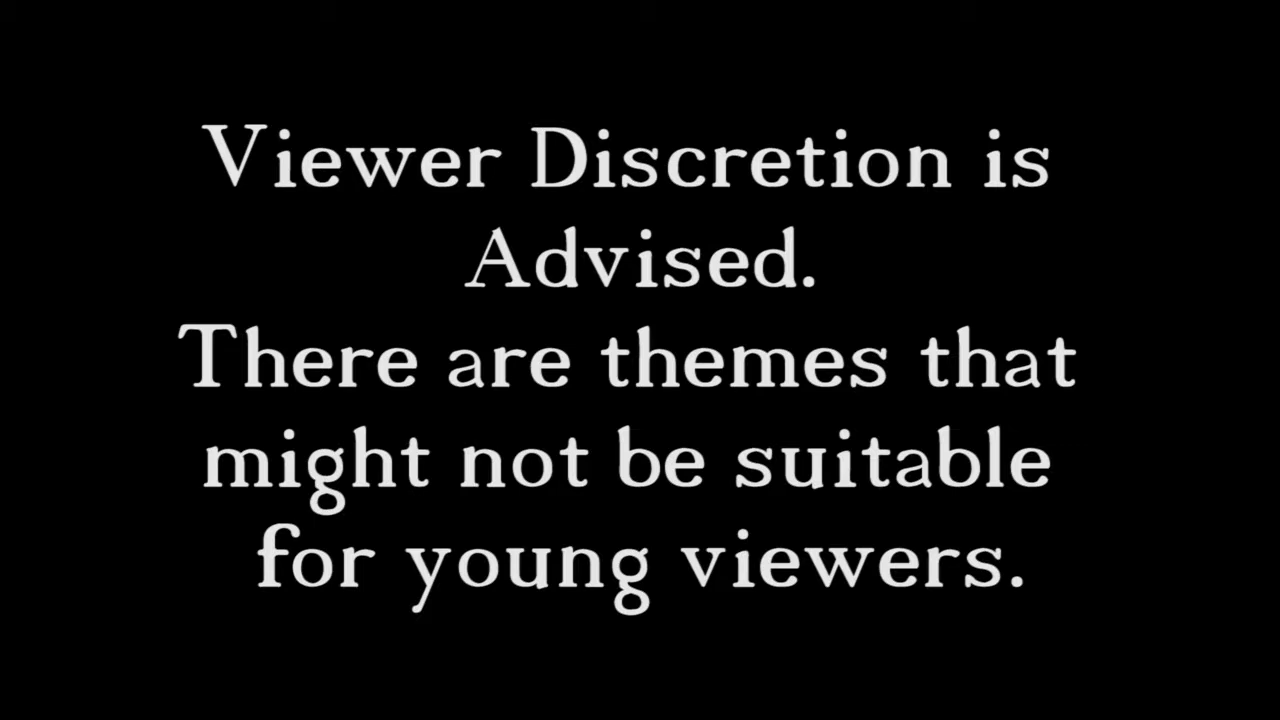 Viewer Discretion is
Advised.
There are themes that
might not be suitable
for young viewers.